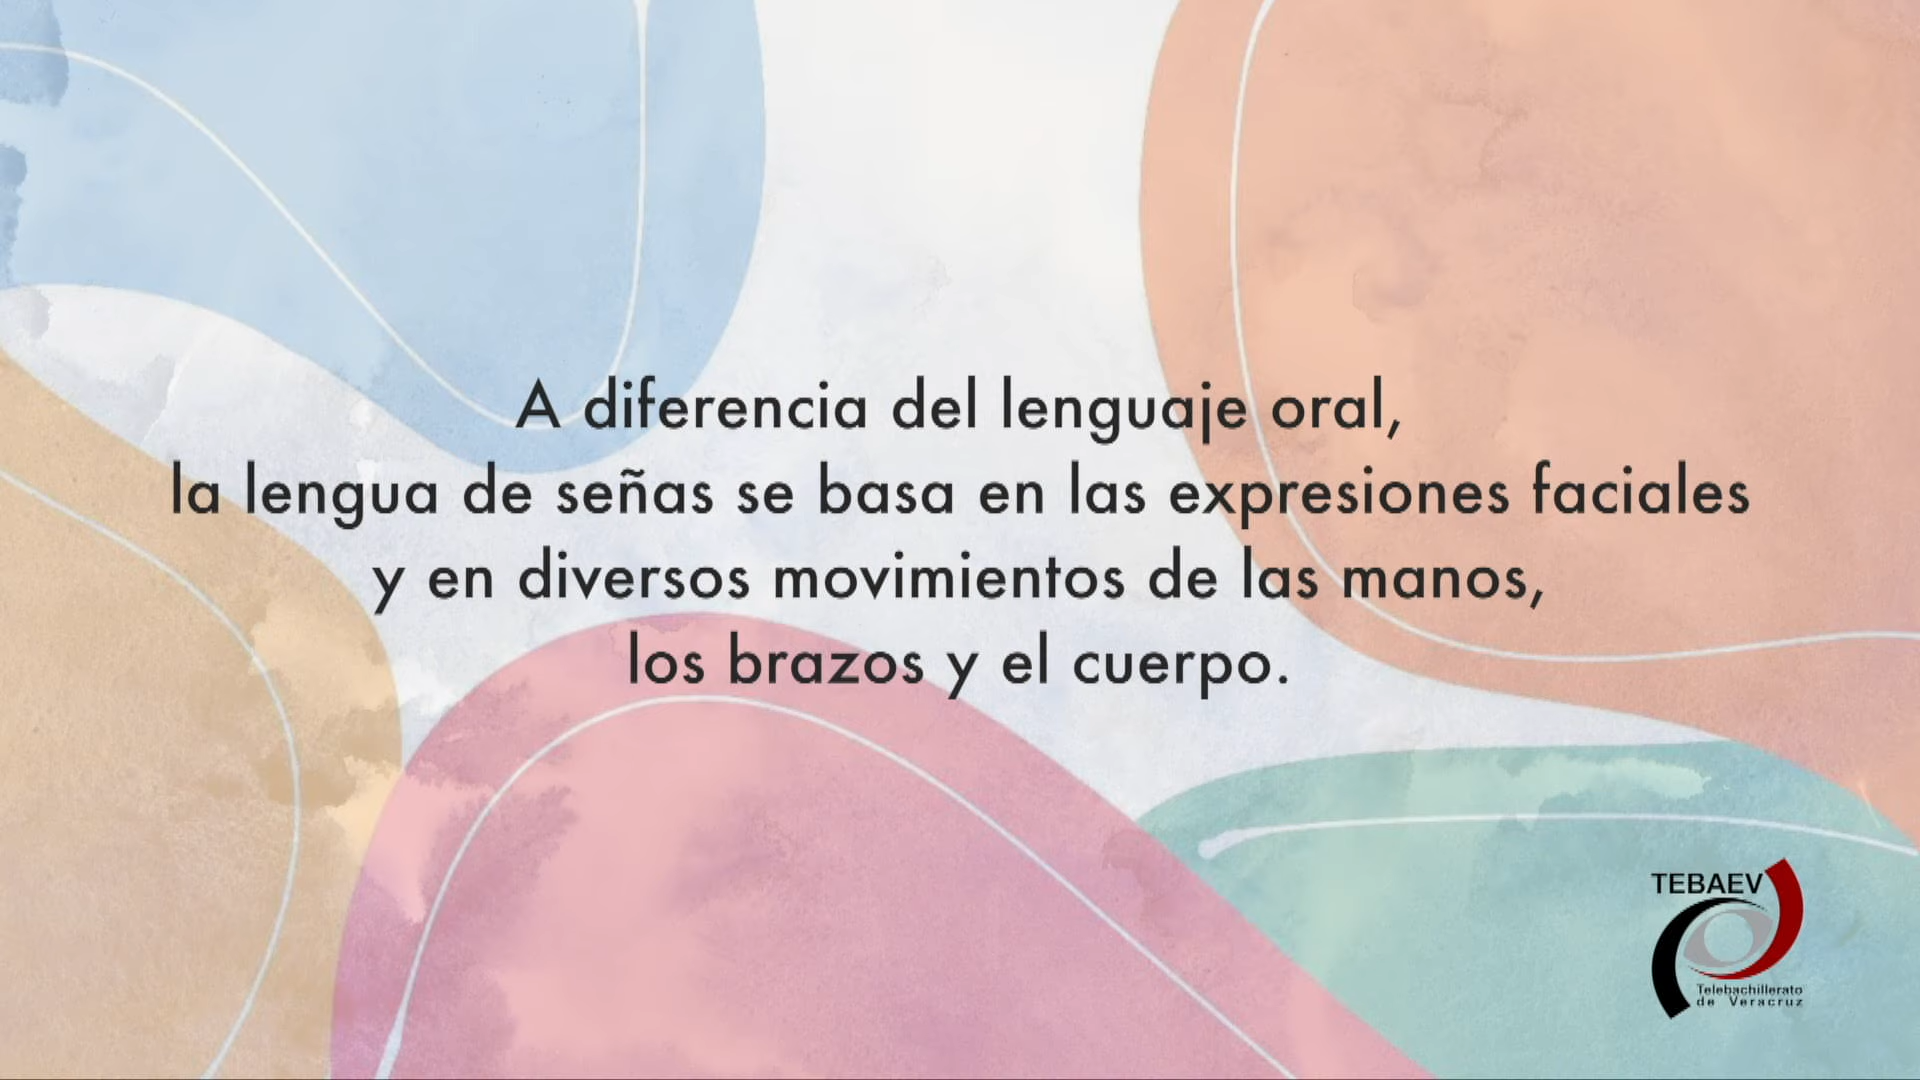 A diferencia del lenguaje oral,
la lengua de señas se basa en las expresiones faciales
y en diversos movimientos de las manos,
los brazos y el cuerpo.
TEBAEV
Telebachillerato
de Veracruz